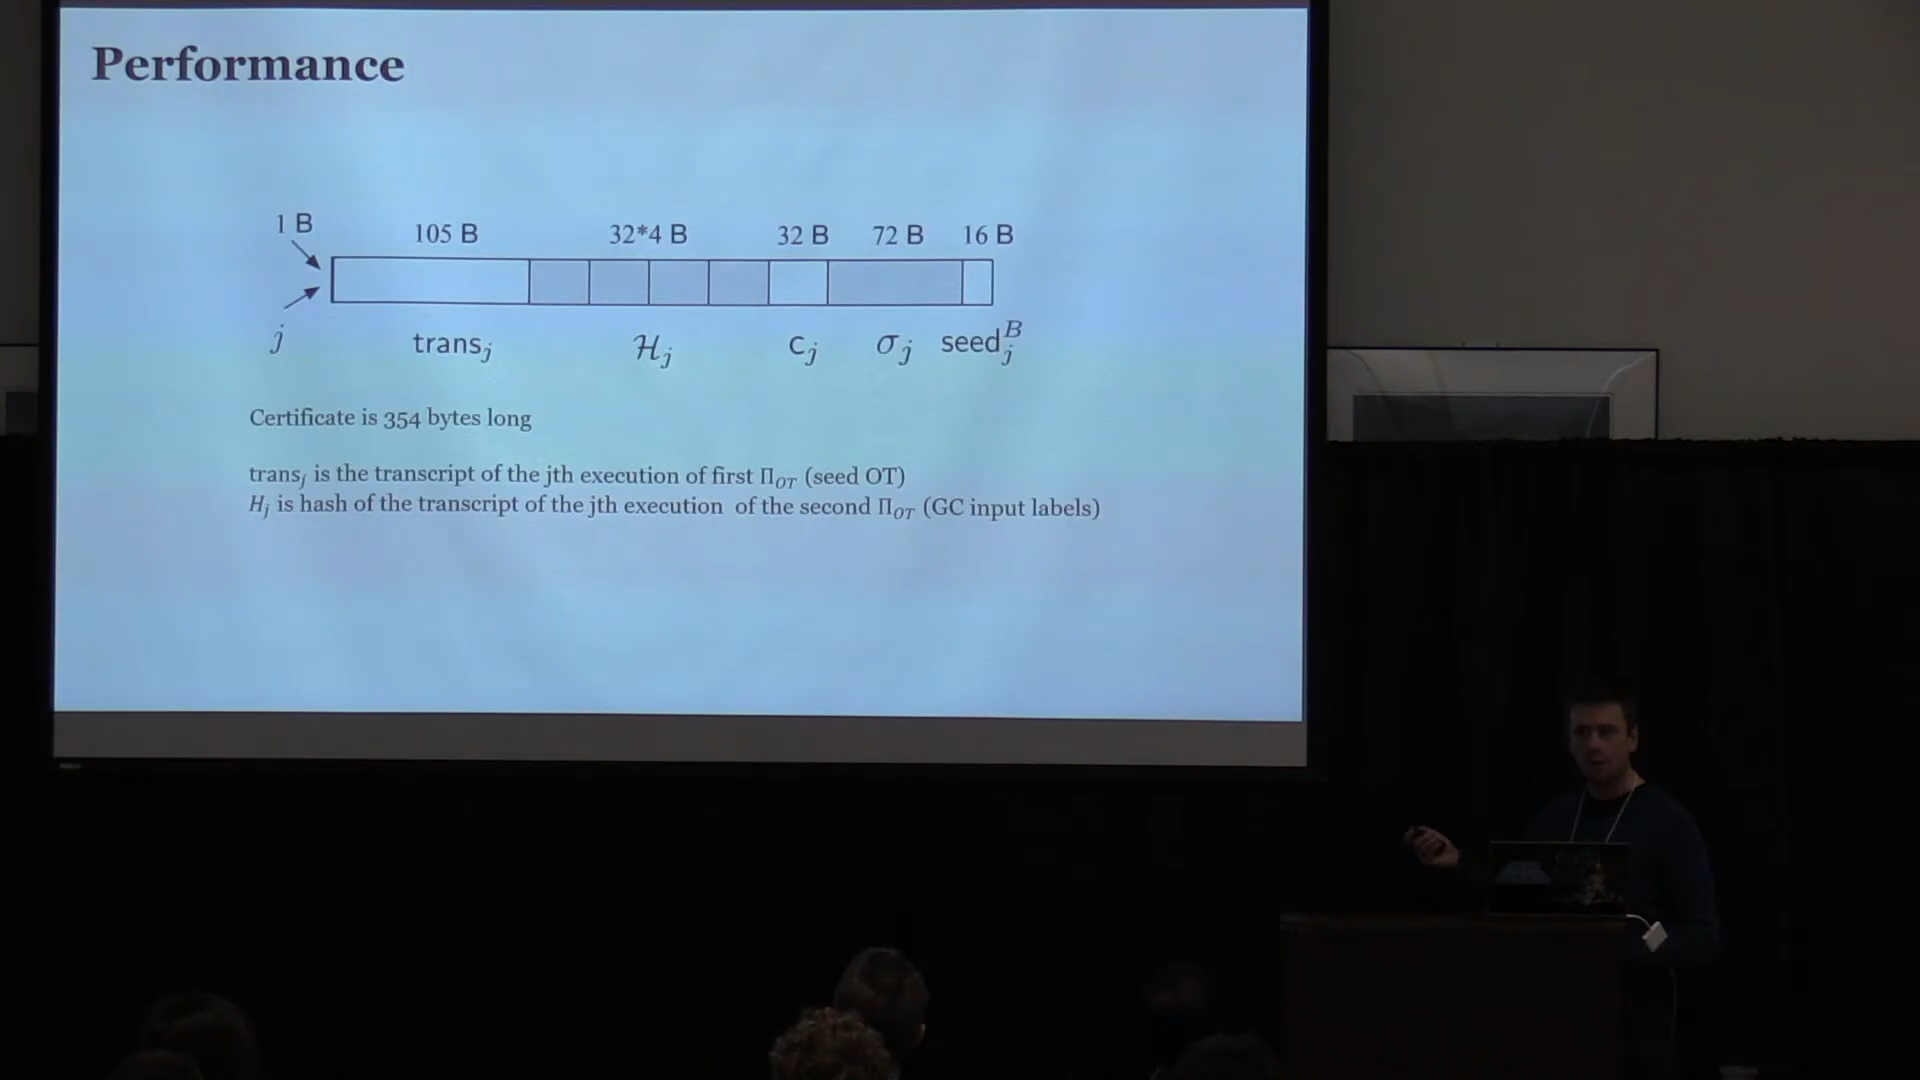 Performance
1 B
105 B 32*4 B 32 B 72 B 16 B
j trans_j ℋ_j c_j σ_j seed_j^B
Certificate is 354 bytes long
trans_j is the transcript of the jth execution of first Π_OT (seed OT)
H_j is hash of the transcript of the jth execution of the second Π_OT (GC input labels)